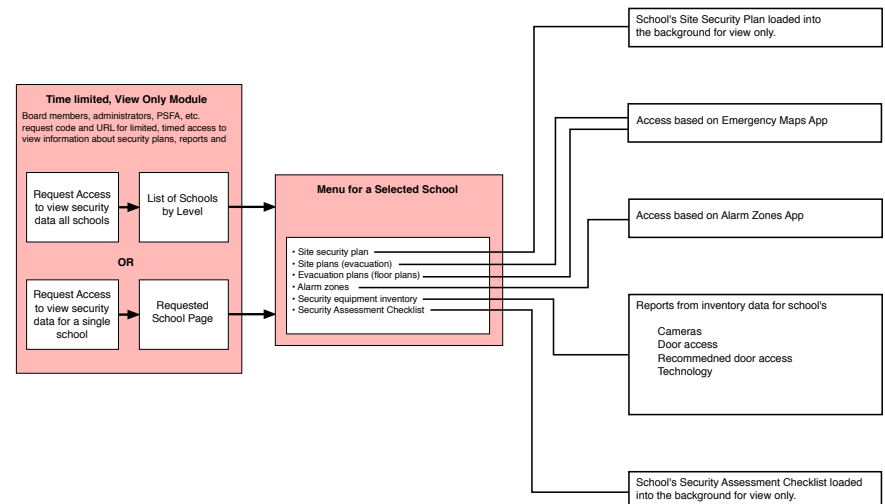 School's Site Security Plan loaded into
the background for view only.
Time limited, View Only Module
Board members, administrators, PSFA, etc.
request code and URL for limited, timed access to
view information about security plans, reports and
Request Access
to view security
data all schools
List of Schools
by Level
OR
Request Access
to view security
data for a single
school
Requested
School Page
Menu for a Selected School
• Site security plan
• Site plans (evacuation)
• Evacuation plans (floor plans)
• Alarm zones
• Security equipment inventory
• Security Assessment Checklist
Access based on Emergency Maps App
Access based on Alarm Zones App
Reports from inventory data for school's
Cameras
Door access
Recommedned door access
Technology
School's Security Assessment Checklist loaded
into the background for view only.